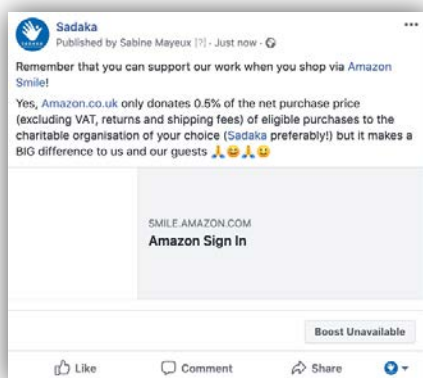 Sadaka
Published by Sabine Mayeux [?] · Just now ·
Remember that you can support our work when you shop via Amazon
Smile!
Yes, Amazon.co.uk only donates 0.5% of the net purchase price
(excluding VAT, returns and shipping fees) of eligible purchases to the
charitable organisation of your choice (Sadaka preferably!) but it makes a
BIG difference to us and our guests 🙏😄🙏😃
SMILE.AMAZON.COM
Amazon Sign In
Boost Unavailable
Like Comment Share